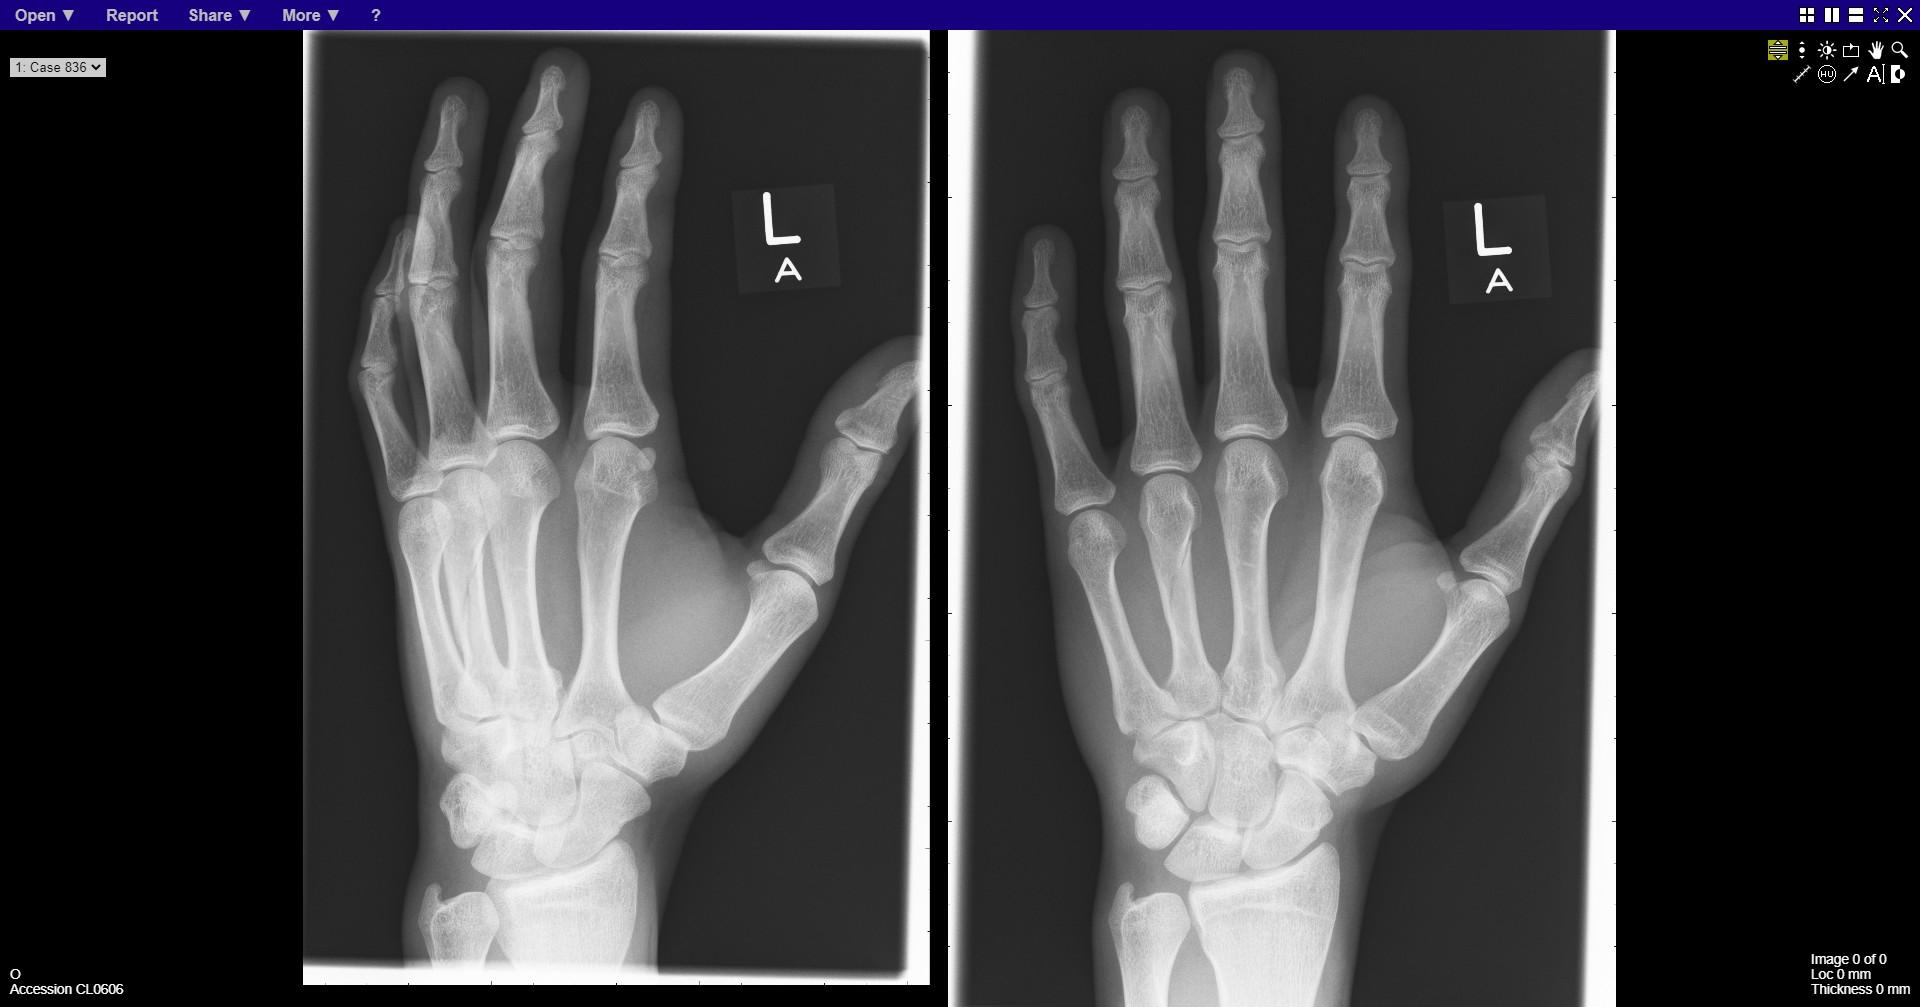 Open ▼ Report Share ▼ More ▼ ?
1: Case 836
HU
A
L
A
L
A
O
Accession CL0606
Image 0 of 0
Loc 0 mm
Thickness 0 mm